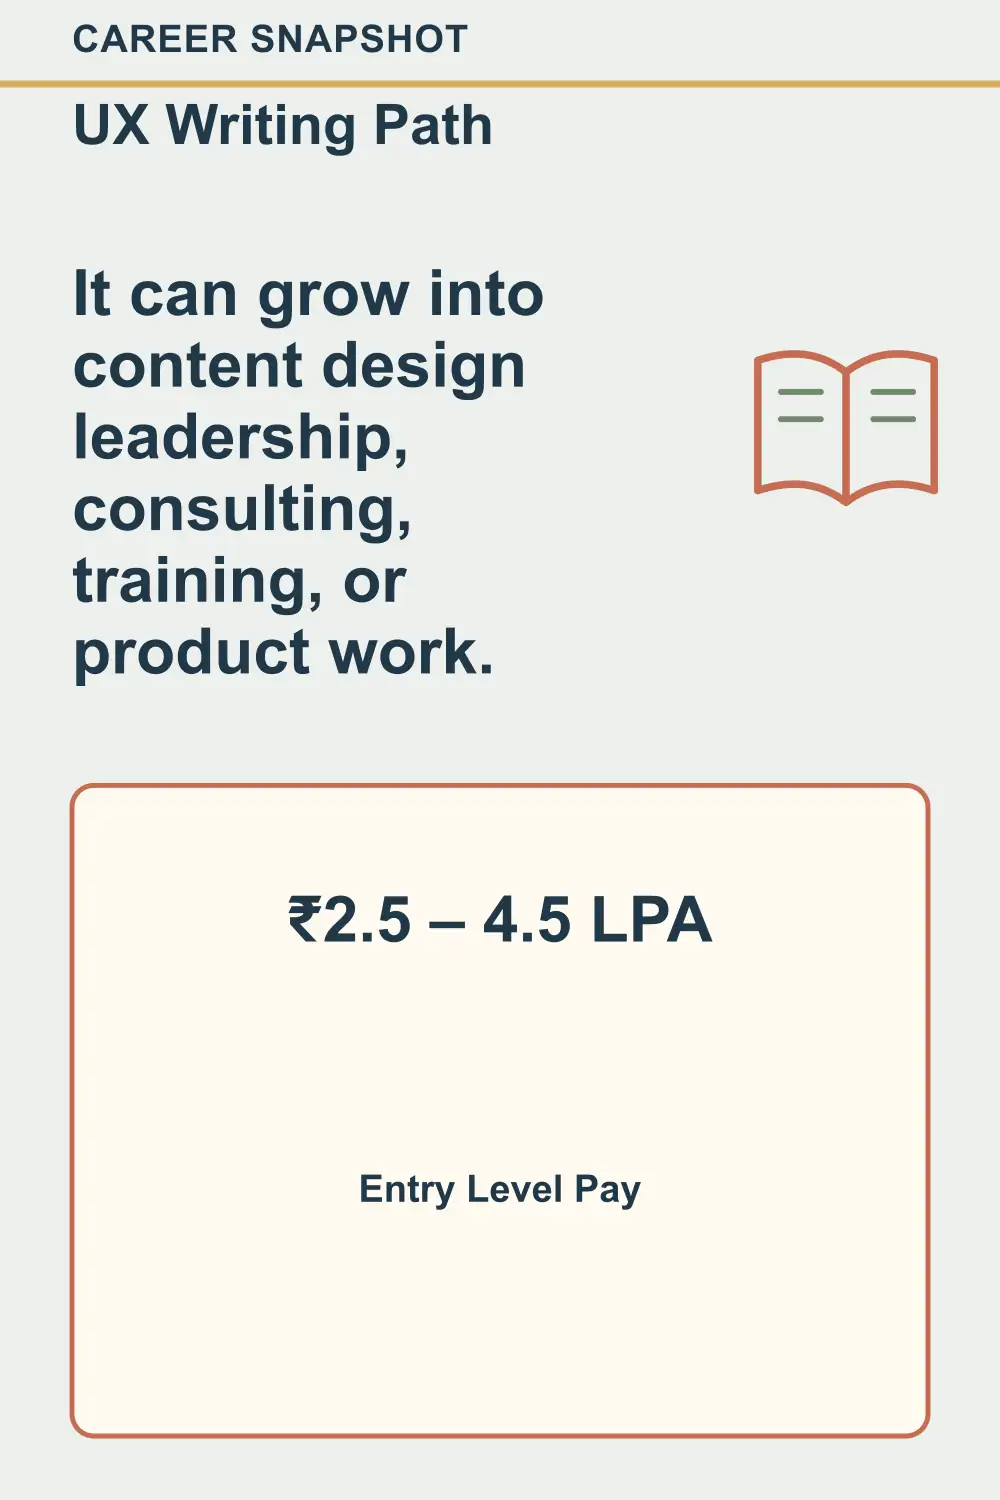 CAREER SNAPSHOT
UX Writing Path
It can grow into
content design
leadership,
consulting,
training, or
product work.
₹2.5 – 4.5 LPA
Entry Level Pay